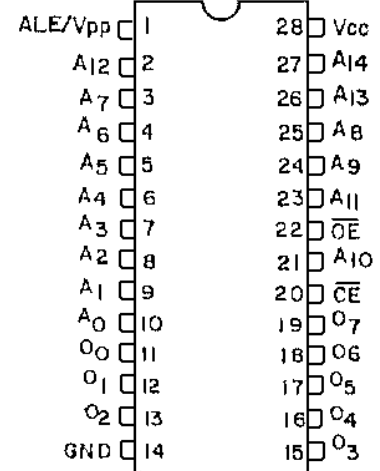 ALE/Vpp 1 28 Vcc
A12 2 27 A14
A7 3 26 A13
A6 4 25 A8
A5 5 24 A9
A4 6 23 A11
A3 7 22 OE
A2 8 21 A10
A1 9 20 CE
A0 10 19 O7
O0 11 18 O6
O1 12 17 O5
O2 13 16 O4
GND 14 15 O3